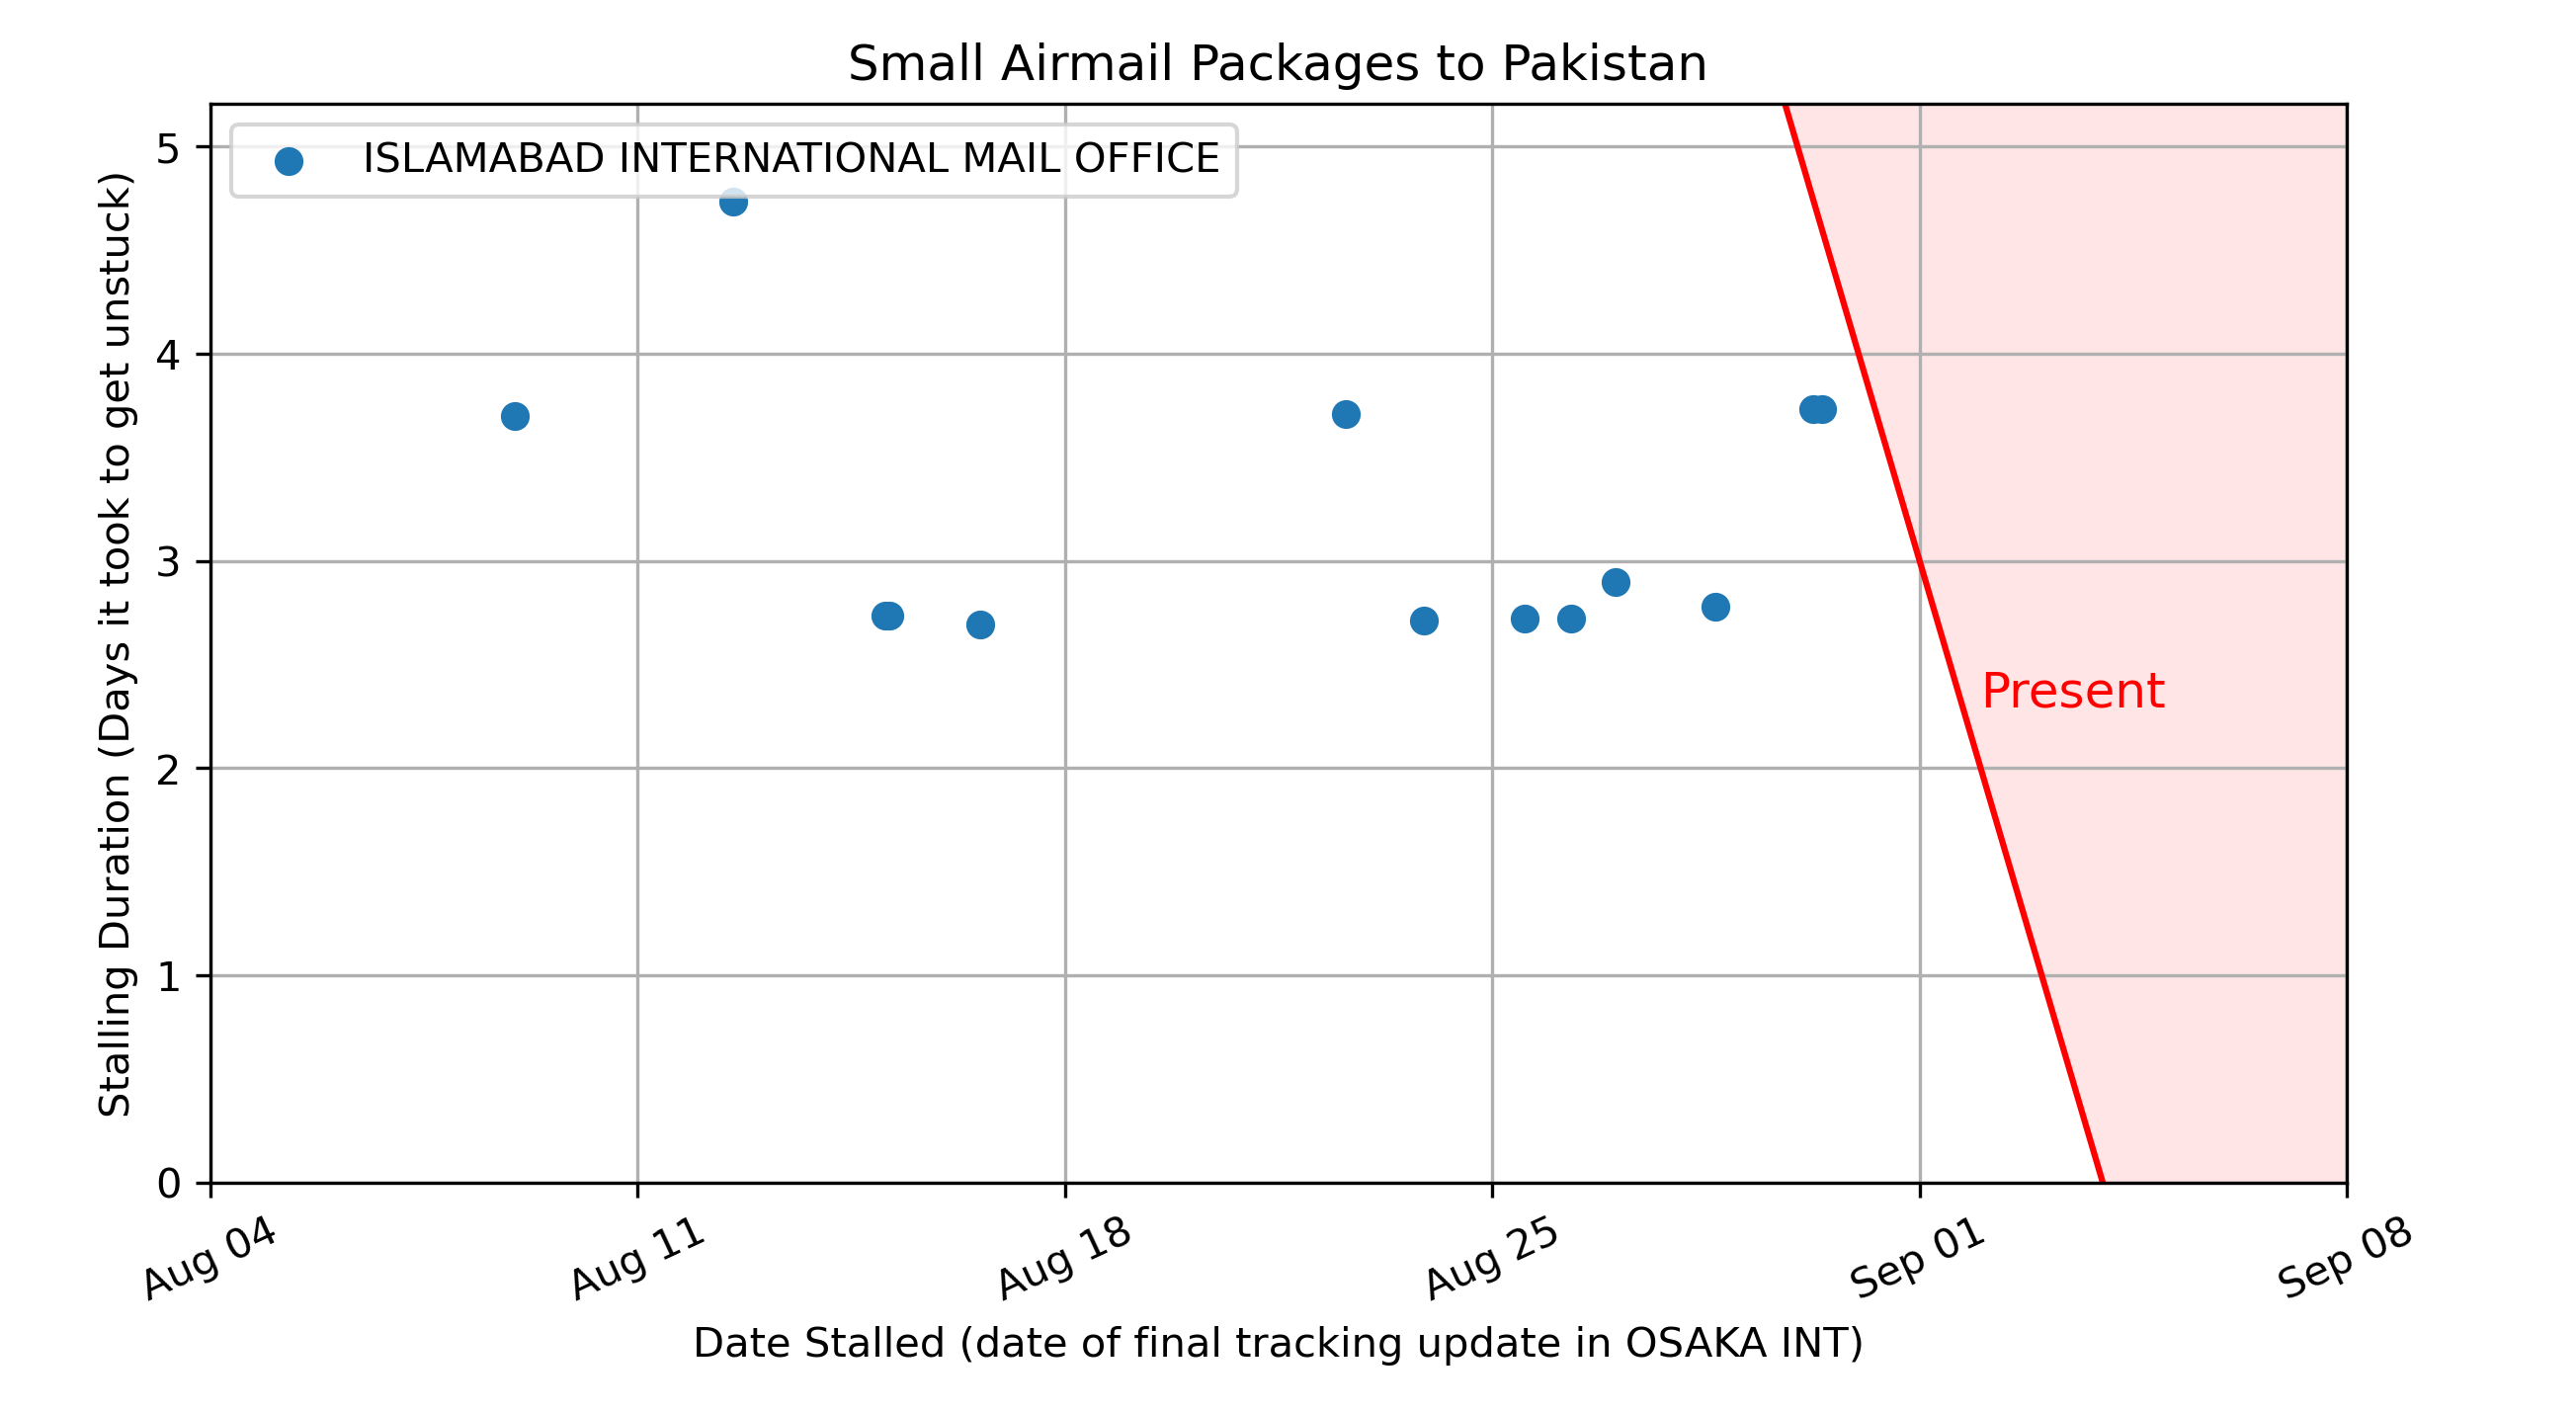 Small Airmail Packages to Pakistan
ISLAMABAD INTERNATIONAL MAIL OFFICE
Stalling Duration (Days it took to get unstuck)
5
4
3
2
1
0
Present
Aug 04
Aug 11
Aug 18
Aug 25
Sep 01
Sep 08
Date Stalled (date of final tracking update in OSAKA INT)